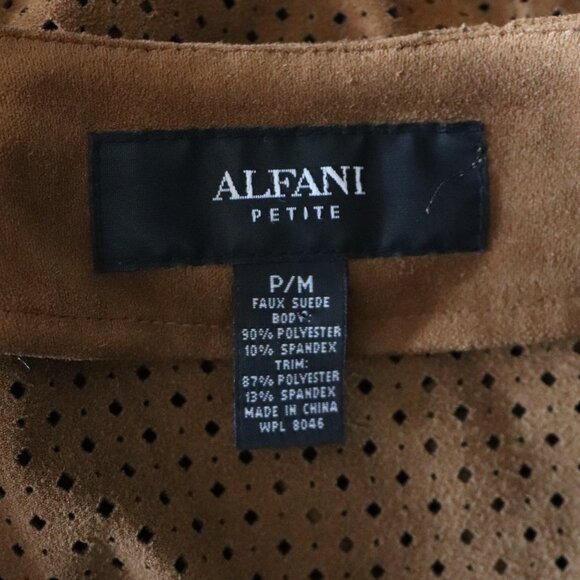 ALFANI
PETITE
P/M
FAUX SUEDE
BODY:
90% POLYESTER
10% SPANDEX
TRIM:
87% POLYESTER
13% SPANDEX
MADE IN CHINA
WPL 8046